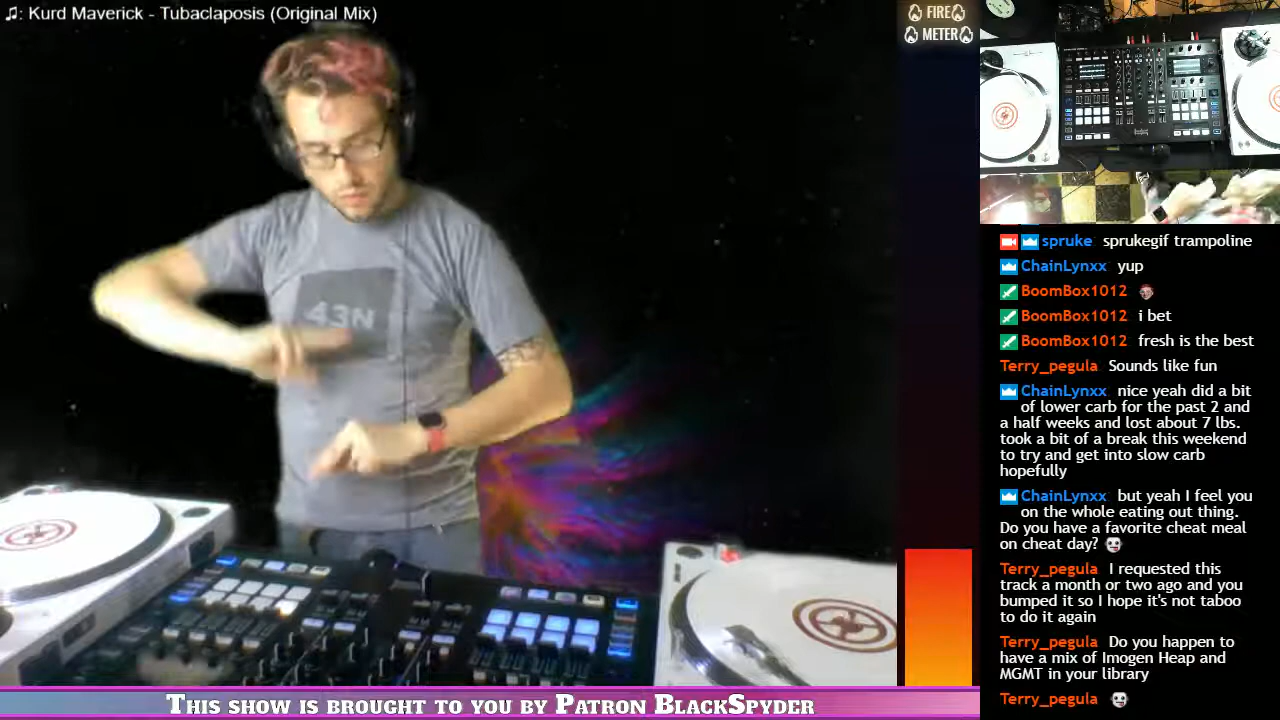 ♫: Kurd Maverick - Tubaclaposis (Original Mix)
FIRE
METER
43N
spruke sprukegif trampoline
ChainLynxx yup
BoomBox1012
BoomBox1012 i bet
BoomBox1012 fresh is the best
Terry_pegula Sounds like fun
ChainLynxx nice yeah did a bit
of lower carb for the past 2 and
a half weeks and lost about 7 lbs.
took a bit of a break this weekend
to try and get into slow carb
hopefully
ChainLynxx but yeah I feel you
on the whole eating out thing.
Do you have a favorite cheat meal
on cheat day?
Terry_pegula I requested this
track a month or two ago and you
bumped it so I hope it's not taboo
to do it again
Terry_pegula Do you happen to
have a mix of Imogen Heap and
MGMT in your library
Terry_pegula
This show is brought to you by Patron BlackSpyder